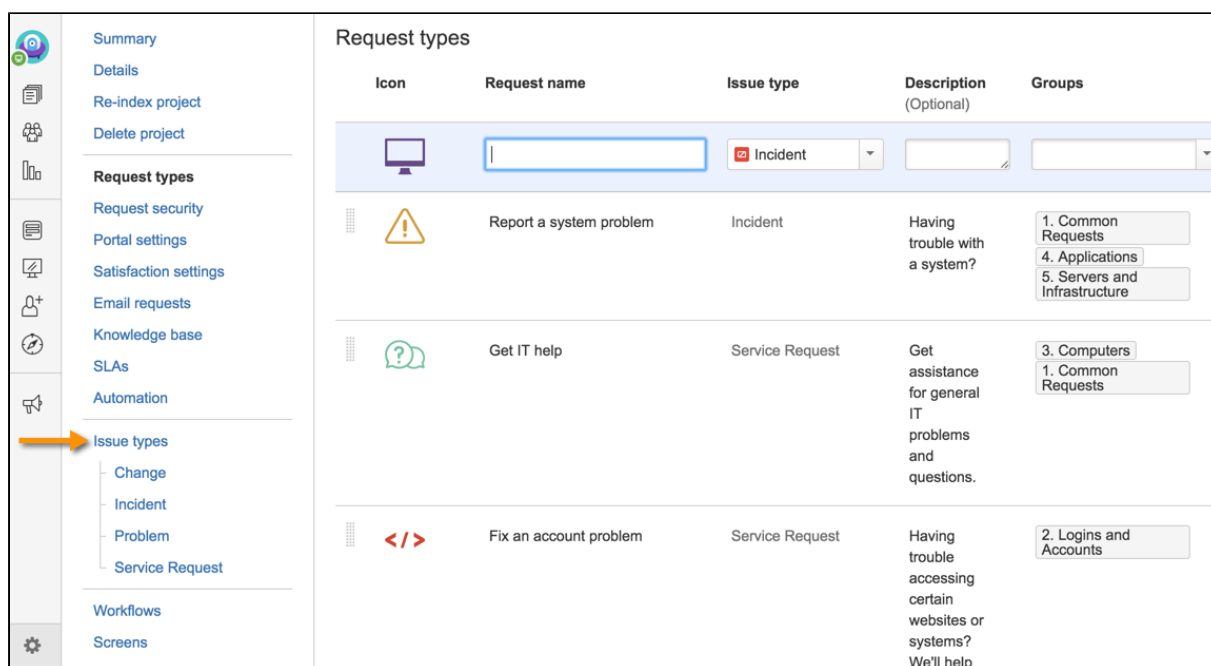 Summary
Details
Re-index project
Delete project
Request types
Request security
Portal settings
Satisfaction settings
Email requests
Knowledge base
SLAs
Automation
Issue types
Change
Incident
Problem
Service Request
Workflows
Screens
Request types
Icon
Request name
Issue type
Description
(Optional)
Groups
Incident
Report a system problem
Incident
Having
trouble with
a system?
1. Common
Requests
4. Applications
5. Servers and
Infrastructure
Get IT help
Service Request
Get
assistance
for general
IT
problems
and
questions.
3. Computers
1. Common
Requests
</>
Fix an account problem
Service Request
Having
trouble
accessing
certain
websites or
systems?
We'll help
2. Logins and
Accounts